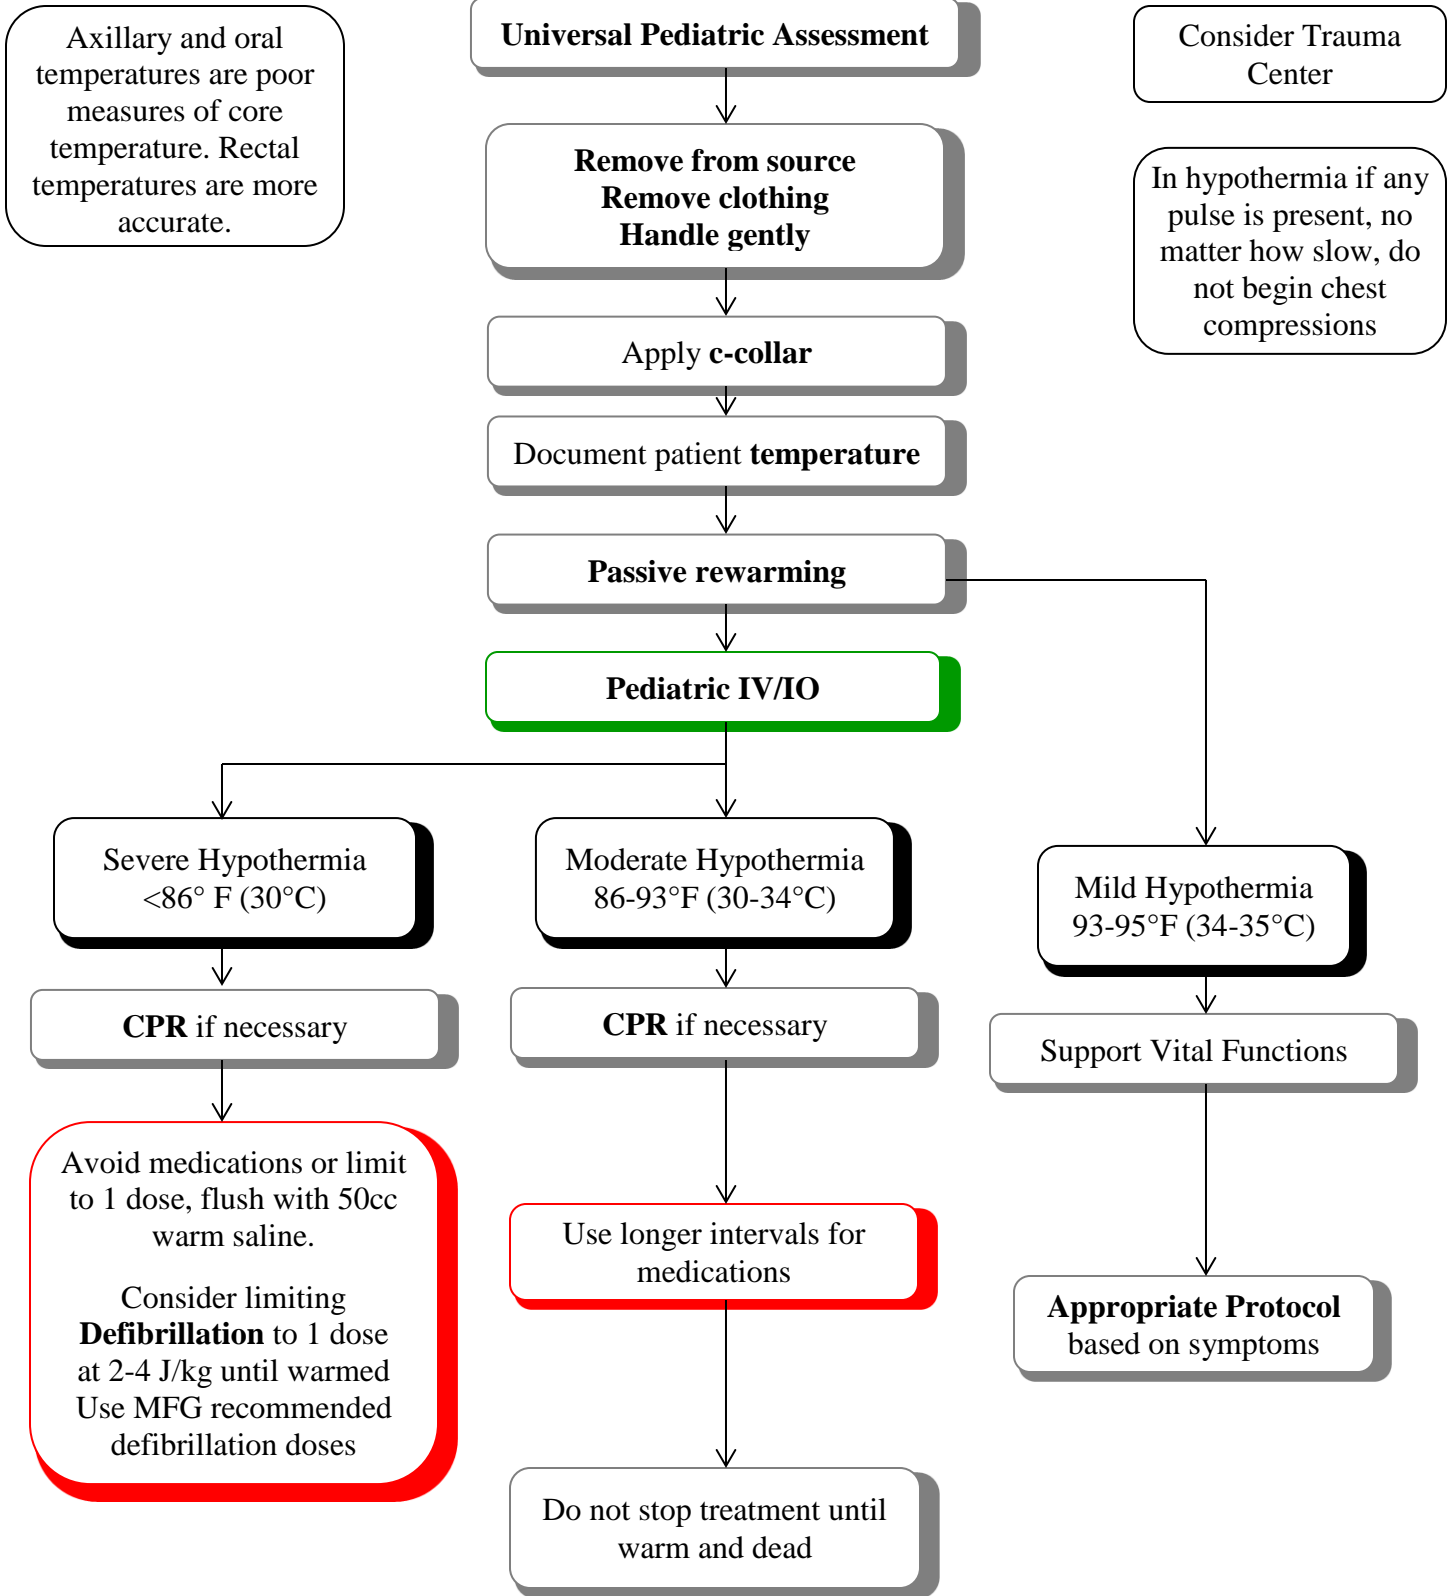 Axillary and oral
temperatures are poor
measures of core
temperature. Rectal
temperatures are more
accurate.
Universal Pediatric Assessment
Consider Trauma
Center
In hypothermia if any
pulse is present, no
matter how slow, do
not begin chest
compressions
Remove from source
Remove clothing
Handle gently
Apply c-collar
Document patient temperature
Passive rewarming
Pediatric IV/IO
Severe Hypothermia
<86° F (30°C)
Moderate Hypothermia
86-93°F (30-34°C)
Mild Hypothermia
93-95°F (34-35°C)
CPR if necessary
CPR if necessary
Support Vital Functions
Avoid medications or limit
to 1 dose, flush with 50cc
warm saline.
Consider limiting
Defibrillation to 1 dose
at 2-4 J/kg until warmed
Use MFG recommended
defibrillation doses
Use longer intervals for
medications
Appropriate Protocol
based on symptoms
Do not stop treatment until
warm and dead